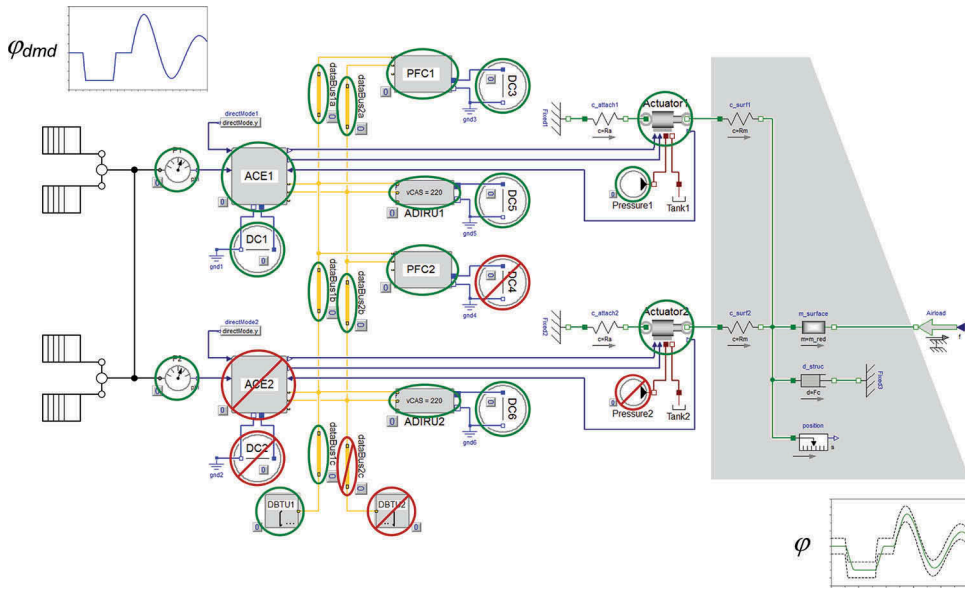 φdmd
directMode1
directMode.y
P1
ACE1
DC1
gnd1
dataBus1a
dataBus2a
PFC1
DC3
gnd3
vCAS = 220
ADIRU1
DC5
gnd5
PFC2
DC4
gnd4
dataBus1b
dataBus2b
Fixed1
c_attach1
c=Ra
Actuator1
c_surf1
c=Rm
Pressure1
Tank1
directMode2
directMode.y
P2
ACE2
DC2
gnd2
vCAS = 220
ADIRU2
DC6
gnd6
dataBus1c
dataBus2c
DBTU1
DBTU2
Fixed2
c_attach2
c=Ra
Actuator2
c_surf2
c=Rm
Pressure2
Tank2
m_surface
m=m_red
Airload
f
d_struc
d=Fc
Fixed3
position
s
φ